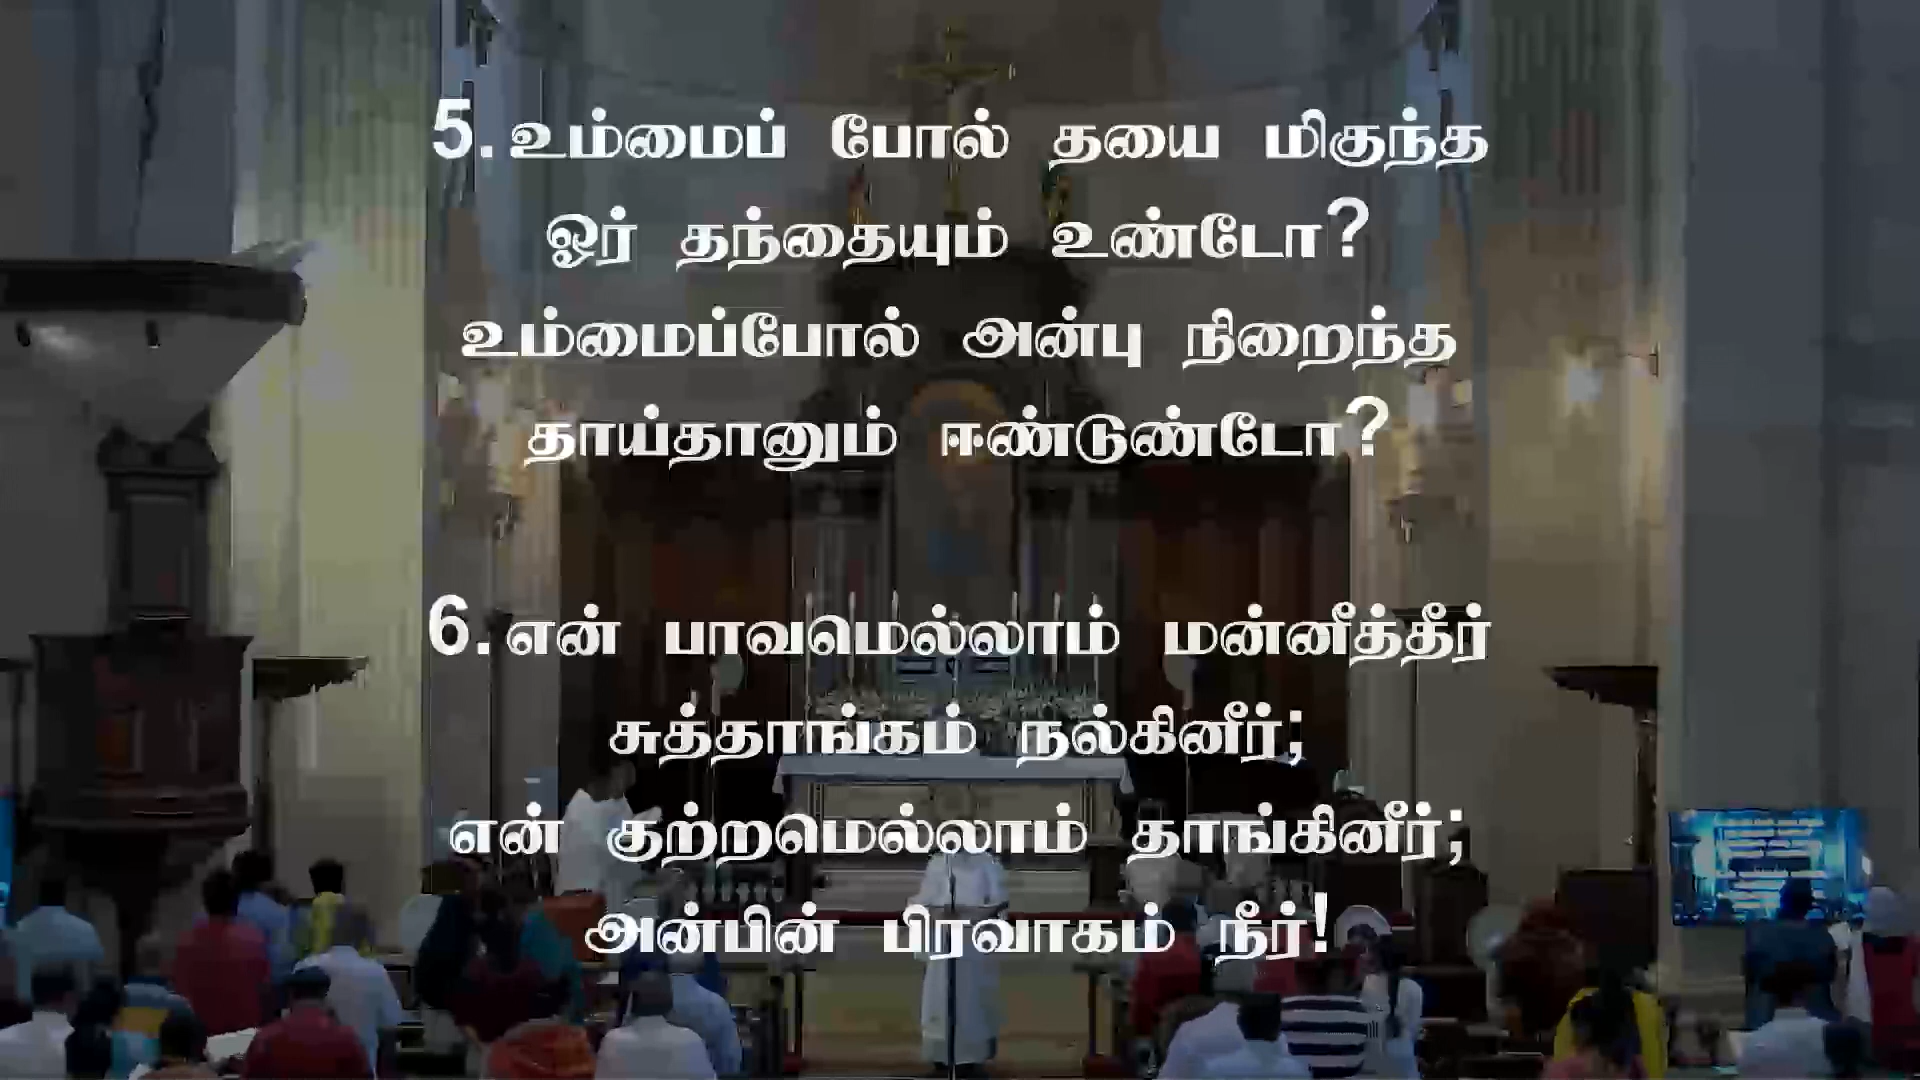 5. உம்மைப் போல் தயை மிகுந்த
ஓர் தந்தையும் உண்டோ?
உம்மைப்போல் அன்பு நிறைந்த
தாய்தானும் ஈண்டுண்டோ?
6. என் பாவமெல்லாம் மன்னீத்தீர்
சுத்தாங்கம் நல்கினீர்;
என் குற்றமெல்லாம் தாங்கினீர்;
அன்பின் பிரவாகம் நீர்!